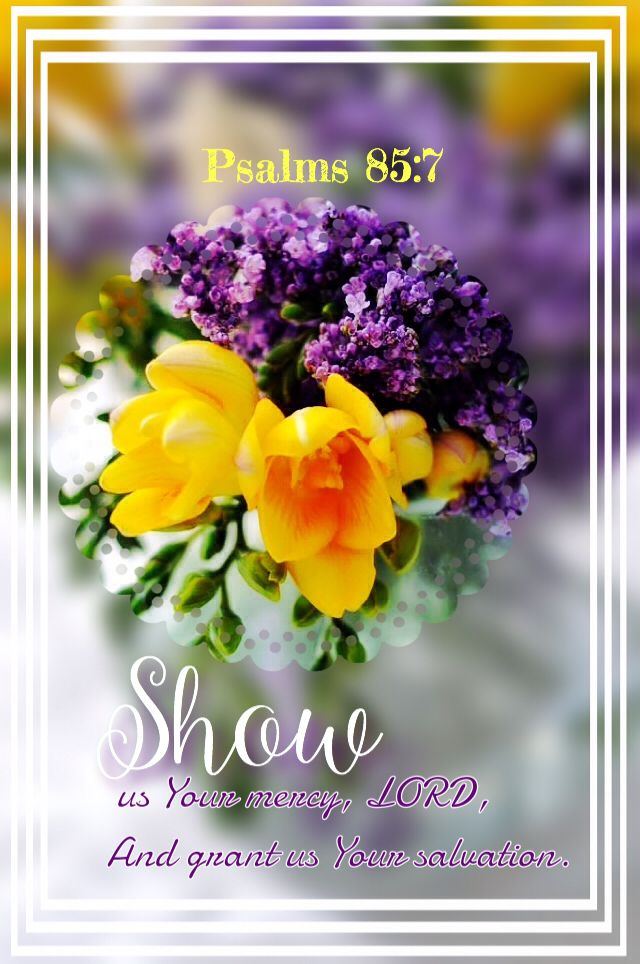 Psalms 85:7
Show
us Your mercy, LORD,
And grant us Your salvation.